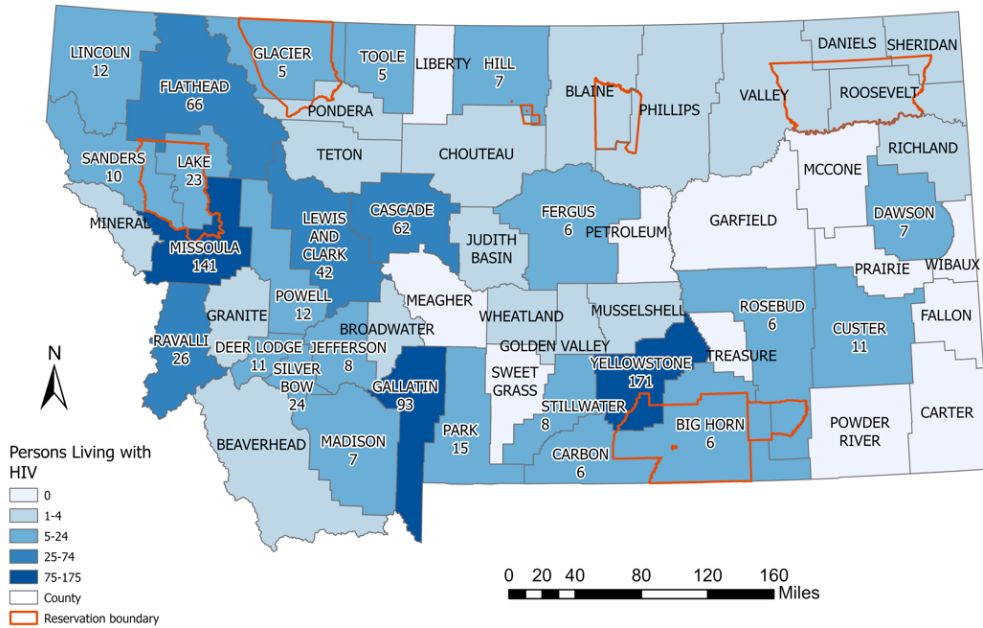 LINCOLN
12
FLATHEAD
66
GLACIER
5
TOOLE
5
LIBERTY
HILL
7
BLAINE
PHILLIPS
VALLEY
DANIELS
SHERIDAN
ROOSEVELT
PONDERA
SANDERS
10
LAKE
23
TETON
CHOUTEAU
RICHLAND
MCCONE
MINERAL
MISSOULA
141
LEWIS
AND
CLARK
42
CASCADE
62
JUDITH
BASIN
FERGUS
6
PETROLEUM
GARFIELD
DAWSON
7
PRAIRIE
WIBAUX
POWELL
12
GRANITE
MEAGHER
BROADWATER
WHEATLAND
MUSSELSHELL
GOLDEN VALLEY
ROSEBUD
6
CUSTER
11
FALLON
RAVALLI
26
DEER LODGE
11
JEFFERSON
8
SILVER
BOW
24
GALLATIN
93
SWEET
GRASS
YELLOWSTONE
171
TREASURE
STILLWATER
8
BIG HORN
6
POWDER
RIVER
CARTER
BEAVERHEAD
MADISON
7
PARK
15
CARBON
6
N
Persons Living with
HIV
0
1-4
5-24
25-74
75-175
County
Reservation boundary
0 20 40 80 120 160
Miles